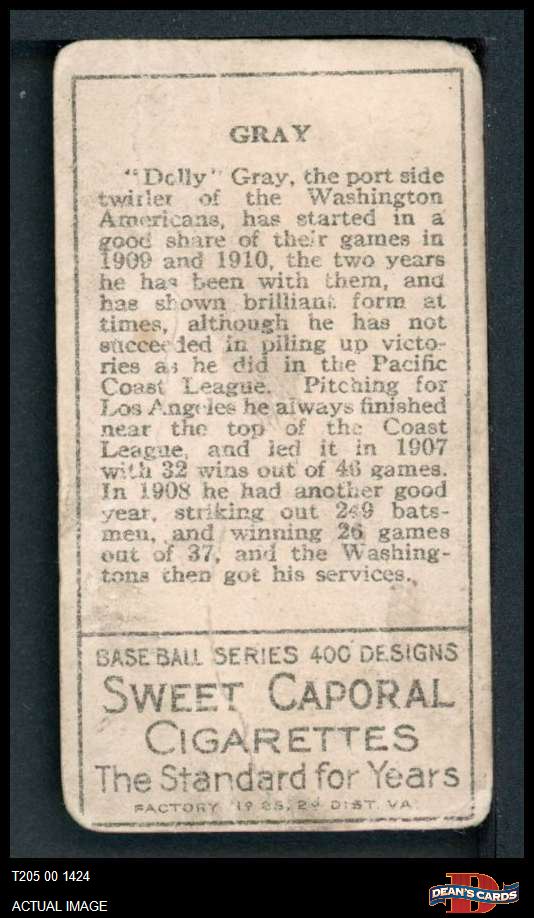 GRAY
"Dolly" Gray, the port side
twirler of the Washington
Americans, has started in a
good share of their games in
1909 and 1910, the two years
he has been with them, and
has shown brilliant form at
times, although he has not
succeeded in piling up victo-
ries as he did in the Pacific
Coast League. Pitching for
Los Angeles he always finished
near the top of the Coast
League, and led it in 1907
with 32 wins out of 46 games.
In 1908 he had another good
year, striking out 249 bats-
men, and winning 26 games
out of 37, and the Washing-
tons then got his services.
BASE BALL SERIES 400 DESIGNS
SWEET CAPORAL
CIGARETTES
The Standard for Years
FACTORY Nº 25, 2D DIST. VA.
T205 00 1424
ACTUAL IMAGE
D
DEAN'S CARDS